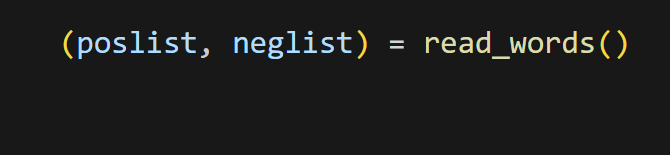 (poslist, neglist) = read_words()